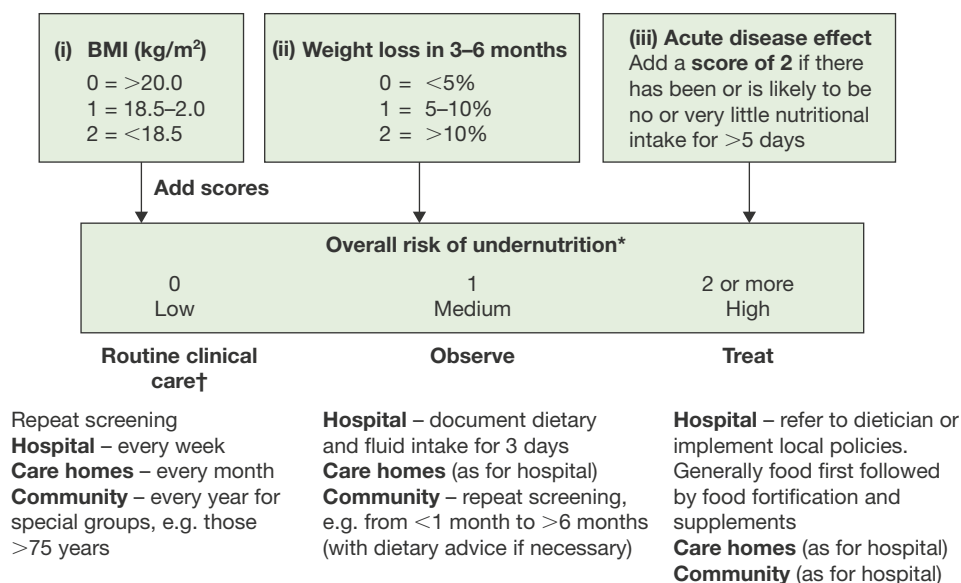 (i) BMI (kg/m²)
0 = >20.0
1 = 18.5–2.0
2 = <18.5
(ii) Weight loss in 3–6 months
0 = <5%
1 = 5–10%
2 = >10%
(iii) Acute disease effect
Add a score of 2 if there
has been or is likely to be
no or very little nutritional
intake for >5 days
Add scores
Overall risk of undernutrition*
0
Low
1
Medium
2 or more
High
Routine clinical
care†
Repeat screening
Hospital – every week
Care homes – every month
Community – every year for
special groups, e.g. those
>75 years
Observe
Hospital – document dietary
and fluid intake for 3 days
Care homes (as for hospital)
Community – repeat screening,
e.g. from <1 month to >6 months
(with dietary advice if necessary)
Treat
Hospital – refer to dietician or
implement local policies.
Generally food first followed
by food fortification and
supplements
Care homes (as for hospital)
Community (as for hospital)